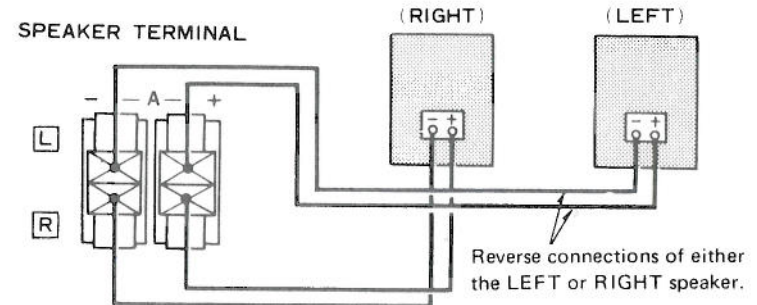 (RIGHT)
(LEFT)
SPEAKER TERMINAL
- — A — +
- +
- +
L
R
Reverse connections of either
the LEFT or RIGHT speaker.